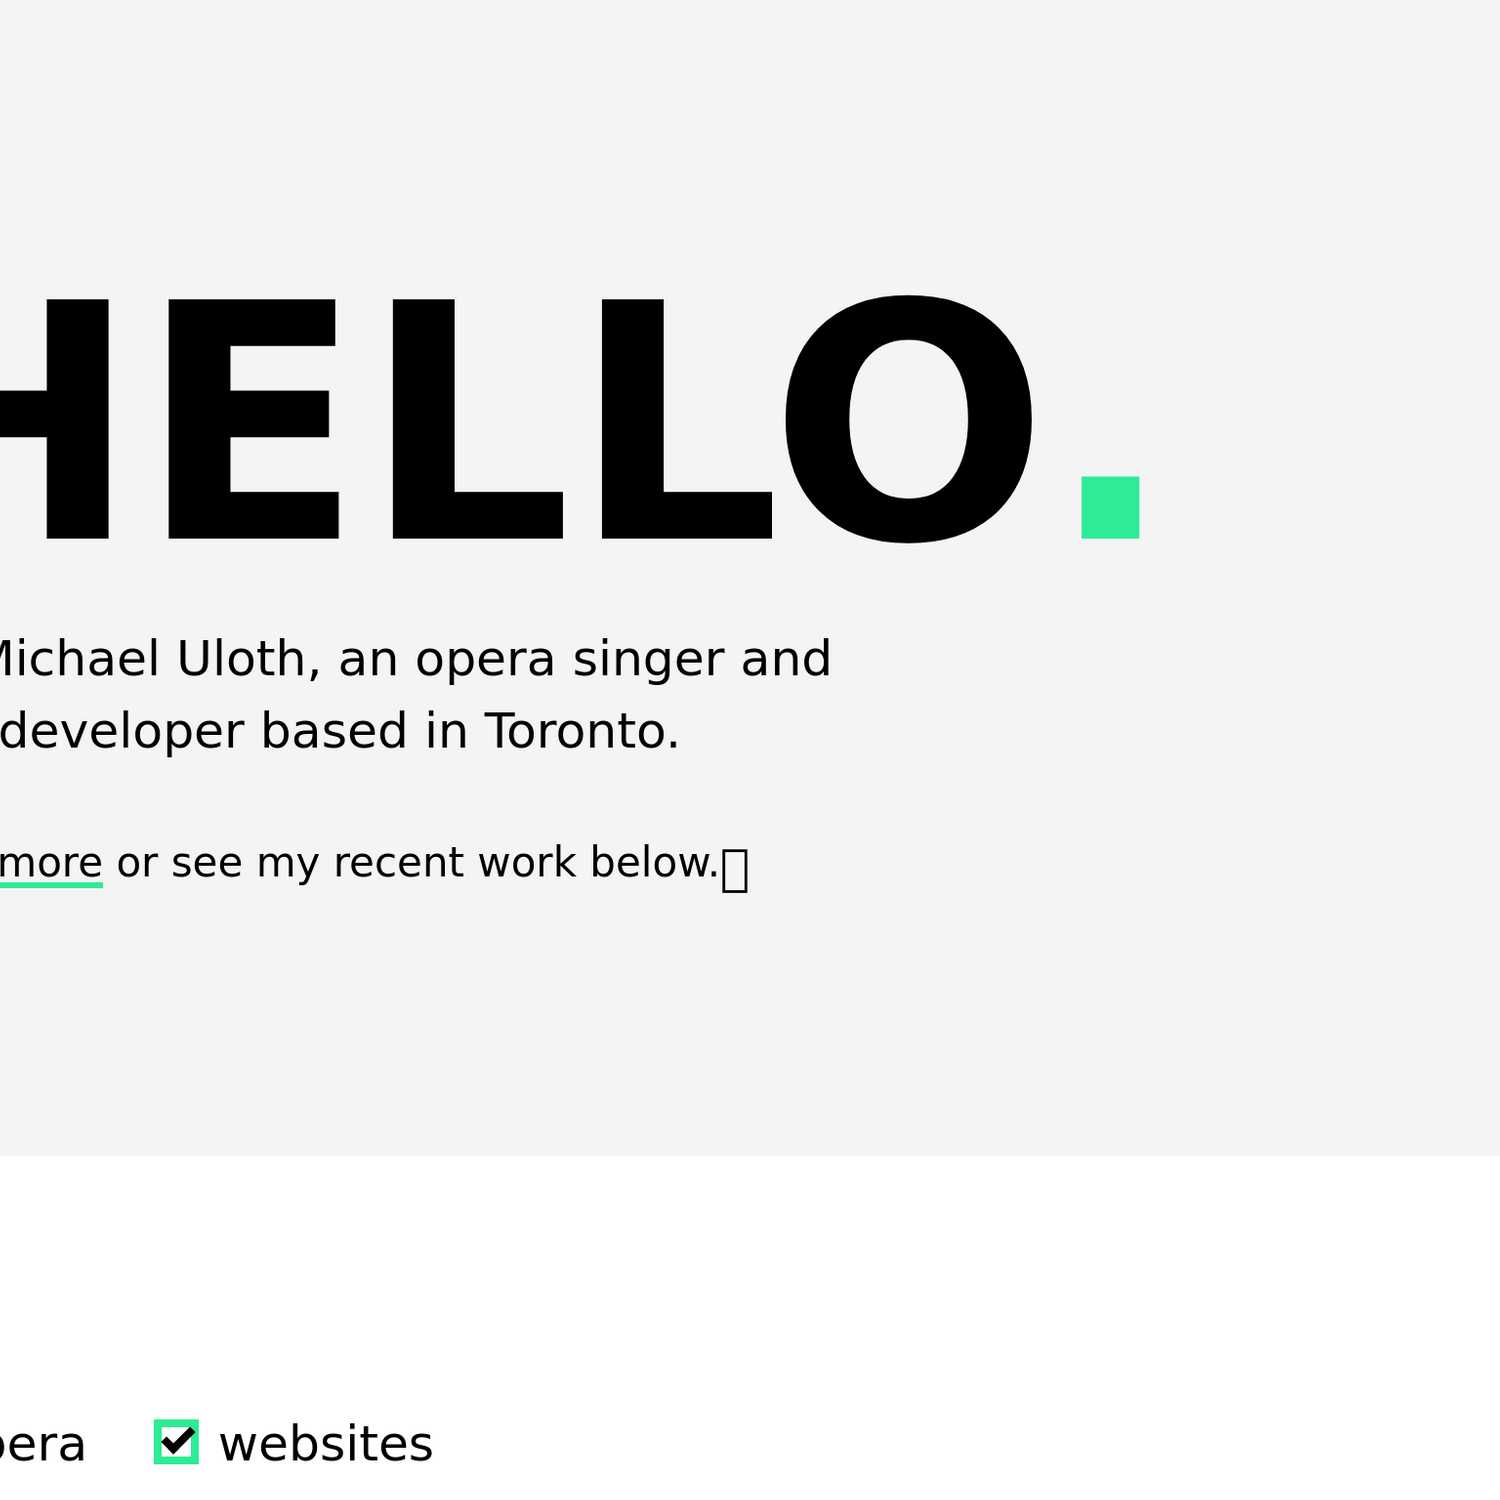 HELLO.
Michael Uloth, an opera singer and
developer based in Toronto.
more or see my recent work below.
pera websites